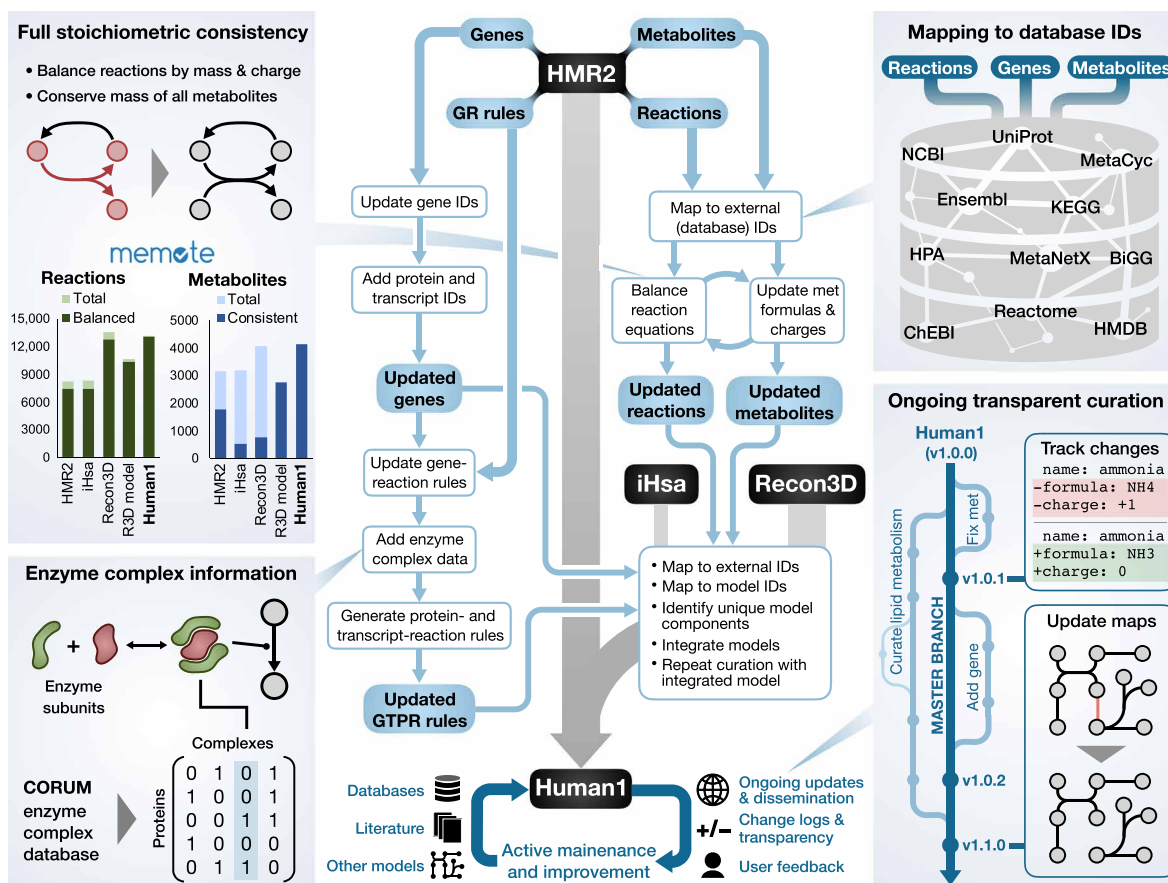 Full stoichiometric consistency
• Balance reactions by mass & charge
• Conserve mass of all metabolites
memote
Reactions
Total
Balanced
15,000
12,000
9000
6000
3000
0
HMR2
iHsa
Recon3D
R3D model
Human1
Metabolites
Total
Consistent
5000
4000
3000
2000
1000
0
HMR2
iHsa
Recon3D
R3D model
Human1
Enzyme complex information
+
Enzyme
subunits
Complexes
Proteins
0 1 0 1
1 0 0 1
0 0 1 1
1 0 0 0
0 1 1 0
CORUM
enzyme
complex
database
Genes
Metabolites
HMR2
GR rules
Reactions
Update gene IDs
Add protein and
transcript IDs
Updated
genes
Update gene-
reaction rules
Add enzyme
complex data
Generate protein- and
transcript-reaction rules
Updated
GTPR rules
Map to external
(database) IDs
Balance
reaction
equations
Update met
formulas &
charges
Updated
reactions
Updated
metabolites
iHsa
Recon3D
• Map to external IDs
• Map to model IDs
• Identify unique model
components
• Integrate models
• Repeat curation with
integrated model
Human1
Databases
Literature
Other models
Active mainenance
and improvement
Ongoing updates
& dissemination
+/−
Change logs &
transparency
User feedback
Mapping to database IDs
Reactions
Genes
Metabolites
UniProt
NCBI
MetaCyc
Ensembl
KEGG
HPA
MetaNetX
BiGG
Reactome
ChEBI
HMDB
Ongoing transparent curation
Human1
(v1.0.0)
Curate lipid metabolism
MASTER BRANCH
Fix met
Add gene
v1.0.1
v1.0.2
v1.1.0
Track changes
name: ammonia
−formula: NH4
−charge: +1
name: ammonia
+formula: NH3
+charge: 0
Update maps